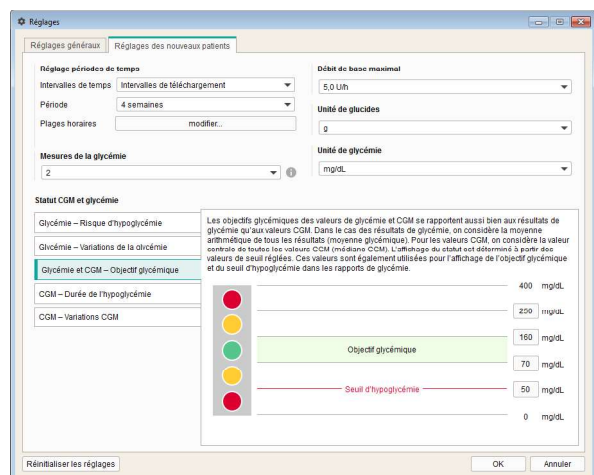 Réglages
Réglages généraux
Réglages des nouveaux patients
Réglage périodes de temps
Intervalles de temps
Intervalles de téléchargement
Période
4 semaines
Plages horaires
modifier...
Mesures de la glycémie
2
Débit de base maximal
5,0 U/h
Unité de glucides
g
Unité de glycémie
mg/dL
Statut CGM et glycémie
Glycémie – Risque d'hypoglycémie
Glycémie – Variations de la glycémie
Glycémie et CGM – Objectif glycémique
CGM – Durée de l'hypoglycémie
CGM – Variations CGM
Les objectifs glycémiques des valeurs de glycémie et CGM se rapportent aussi bien aux résultats de
glycémie qu'aux valeurs CGM. Dans le cas des résultats de glycémie, on considère la moyenne
arithmétique de tous les résultats (moyenne glycémique). Pour les valeurs CGM, on considère la valeur
centrale de toutes les valeurs CCM (médiane CCM). L'affichage du statut est déterminé à partir des
valeurs de seuil réglées. Ces valeurs sont également utilisées pour l'affichage de l'objectif glycémique
et du seuil d'hypoglycémie dans les rapports de glycémie.
400 mg/dL
250 mg/dL
160 mg/dL
Objectif glycémique
70 mg/dL
Seuil d'hypoglycémie
50 mg/dL
0 mg/dL
Réinitialiser les réglages
OK
Annuler